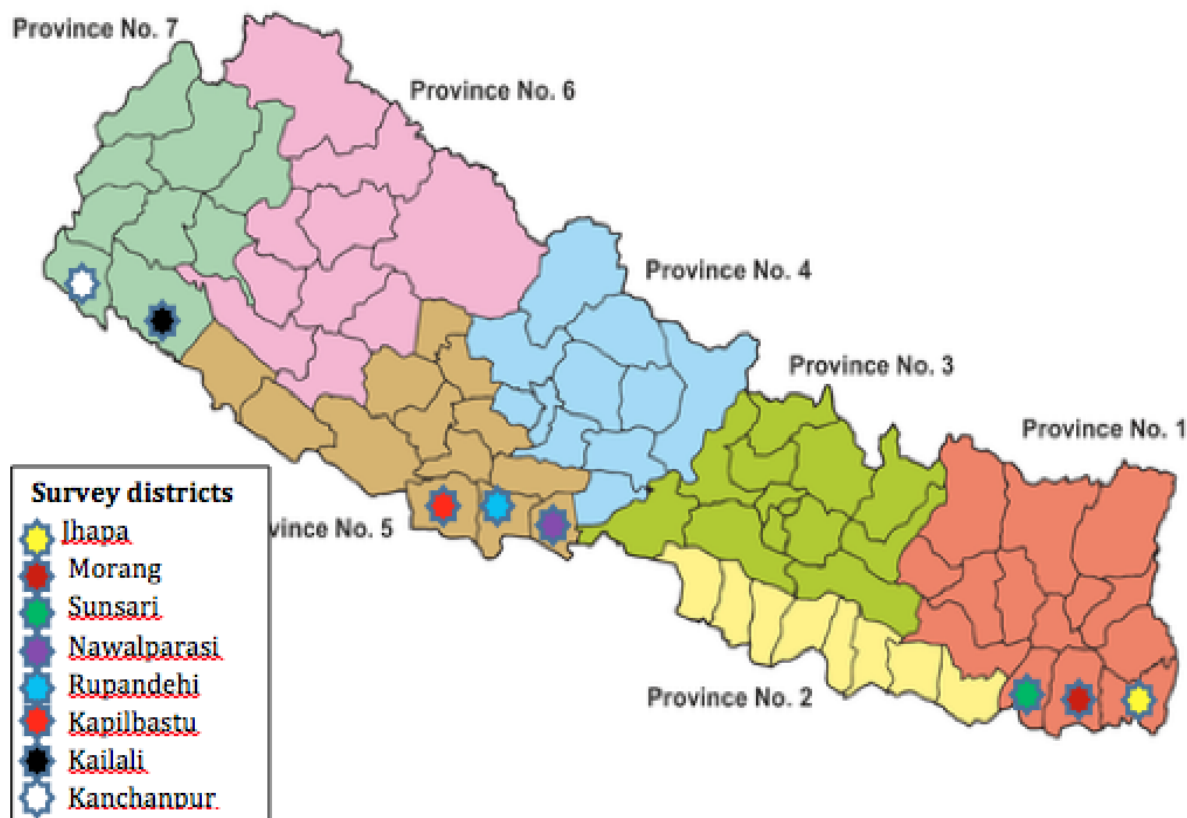 Province No. 7
Province No. 6
Province No. 4
Province No. 3
Province No. 1
Survey districts
Jhapa
vince No. 5
Morang
Sunsari
Nawalparasi
Rupandehi
Province No. 2
Kapilbastu
Kailali
Kanchanpur